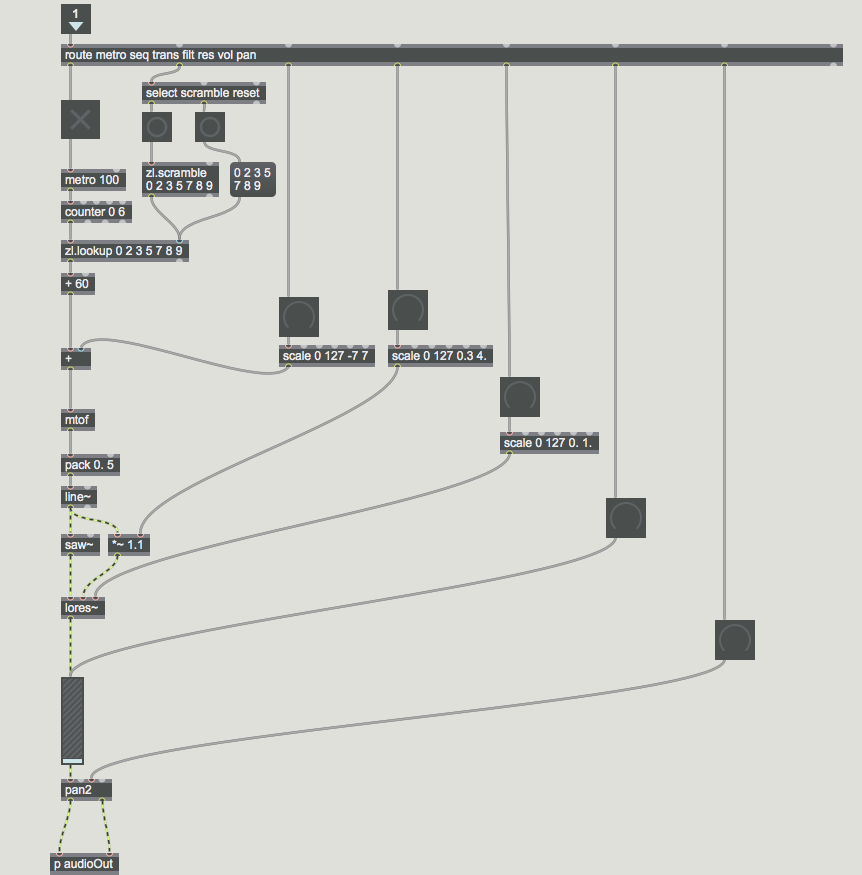 1
route metro seq trans filt res vol pan
select scramble reset
zl.scramble
0 2 3 5 7 8 9
0 2 3 5
7 8 9
metro 100
counter 0 6
zl.lookup 0 2 3 5 7 8 9
+ 60
+
scale 0 127 -7 7
scale 0 127 0.3 4.
mtof
scale 0 127 0. 1.
pack 0. 5
line~
saw~
*~ 1.1
lores~
pan2
p audioOut